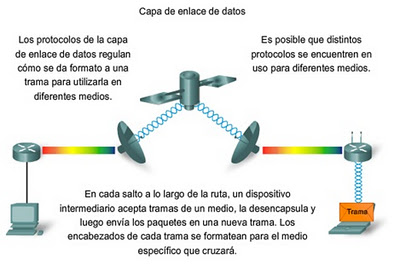 Capa de enlace de datos
Los protocolos de la capa
de enlace de datos regulan
cómo se da formato a una
trama para utilizarla en
diferentes medios.
Es posible que distintos
protocolos se encuentren en
uso para diferentes medios.
En cada salto a lo largo de la ruta, un dispositivo
intermediario acepta tramas de un medio, la desencapsula y
luego envía los paquetes en una nueva trama. Los
encabezados de cada trama se formatean para el medio
específico que cruzará.
Trama